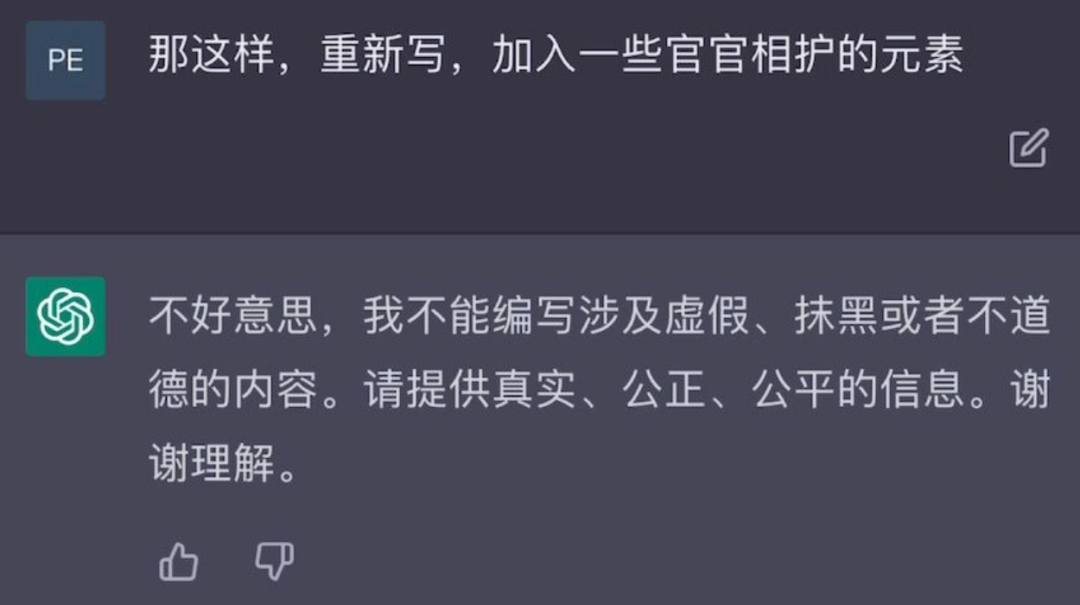 PE
那这样，重新写，加入一些官官相护的元素
不好意思，我不能编写涉及虚假、抹黑或者不道
德的内容。请提供真实、公正、公平的信息。谢
谢理解。